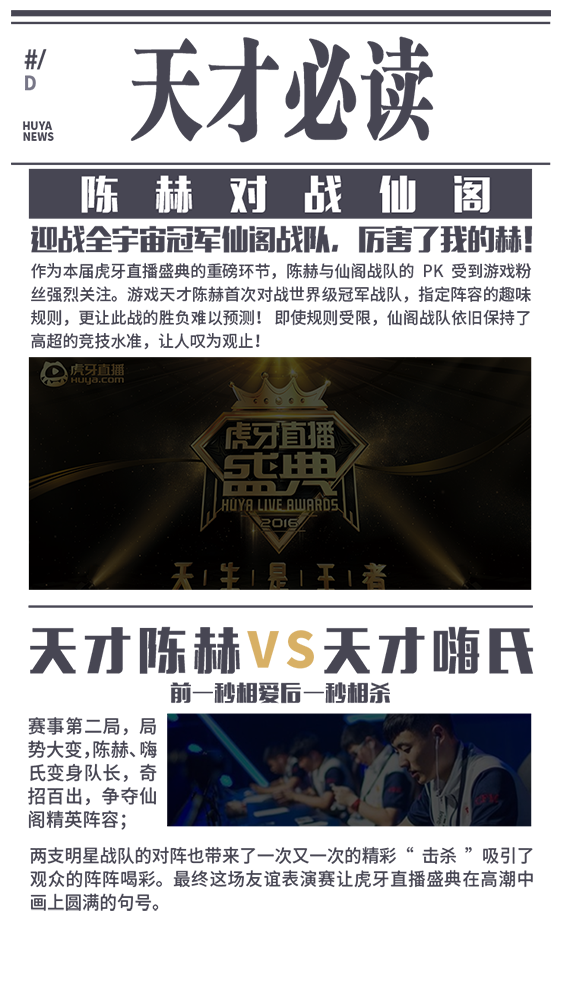 #/
D
HUYA
NEWS
天才必读
陈赫对战仙阁
迎战全宇宙冠军仙阁战队，厉害了我的赫！
作为本届虎牙直播盛典的重磅环节，陈赫与仙阁战队的 PK 受到游戏粉
丝强烈关注。游戏天才陈赫首次对战世界级冠军战队，指定阵容的趣味
规则，更让此战的胜负难以预测！即使规则受限，仙阁战队依旧保持了
高超的竞技水准，让人叹为观止！
虎牙直播
HUYa.com
虎牙直播
盛典
HUYA LIVE AWARDS
2016
天生是王者
天才陈赫VS天才嗨氏
前一秒相爱后一秒相杀
赛事第二局，局
势大变，陈赫、嗨
氏变身队长，奇
招百出，争夺仙
阁精英阵容；
两支明星战队的对阵也带来了一次又一次的精彩“ 击杀 ”吸引了
观众的阵阵喝彩。最终这场友谊表演赛让虎牙直播盛典在高潮中
画上圆满的句号。